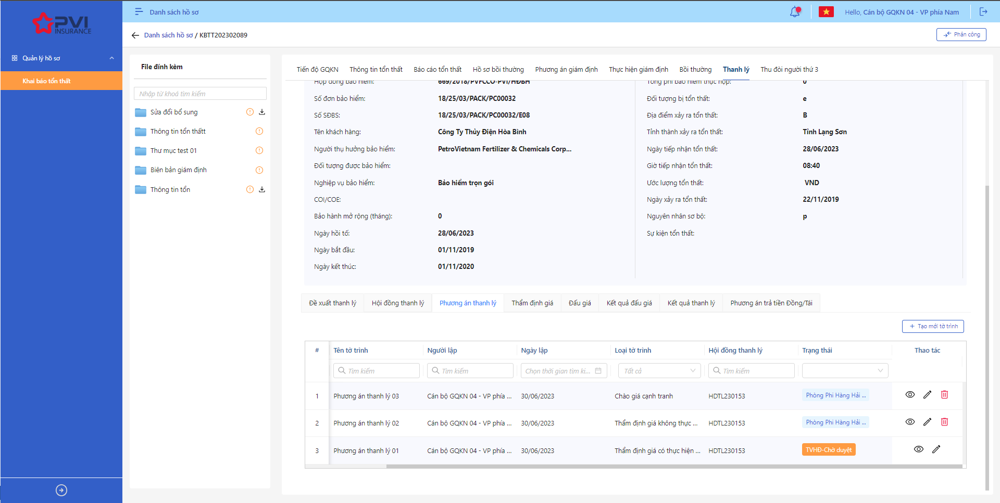 PVI
INSURANCE
Quản lý hồ sơ
Khai báo tổn thất
Danh sách hồ sơ
Hello, Cán bộ GQKN 04 - VP phía Nam
Danh sách hồ sơ / KBTT202302089
Phân công
File đính kèm
Nhập từ khoá tìm kiếm
Sửa đổi bổ sung
Thông tin tổn thấtt
Thư mục test 01
Biên bản giám định
Thông tin tổn
Tiến độ GQKN Thông tin tổn thất Báo cáo tổn thất Hồ sơ bồi thường Phương án giám định Thực hiện giám định Bồi thường Thanh lý Thu đòi người thứ 3
Hợp đồng bảo hiểm: 669/2018/PVFCCO-PVI/HĐBH
Số đơn bảo hiểm: 18/25/03/PACK/PC00032
Số SĐBS: 18/25/03/PACK/PC00032/E08
Tên khách hàng: Công Ty Thủy Điện Hòa Bình
Người thụ hưởng bảo hiểm: PetroVietnam Fertilizer & Chemicals Corp...
Đối tượng được bảo hiểm:
Nghiệp vụ bảo hiểm: Bảo hiểm trọn gói
COI/COE:
Bảo hành mở rộng (tháng): 0
Ngày hồi tố: 28/06/2023
Ngày bắt đầu: 01/11/2019
Ngày kết thúc: 01/11/2020
Tổng phí bảo hiểm thực nộp: 0
Đối tượng bị tổn thất: e
Địa điểm xảy ra tổn thất: B
Tỉnh thành xảy ra tổn thất: Tỉnh Lạng Sơn
Ngày tiếp nhận tổn thất: 28/06/2023
Giờ tiếp nhận tổn thất: 08:40
Ước lượng tổn thất: VND
Ngày xảy ra tổn thất: 22/11/2019
Nguyên nhân sơ bộ: p
Sự kiện tổn thất:
Đề xuất thanh lý Hội đồng thanh lý Phương án thanh lý Thẩm định giá Đấu giá Kết quả đấu giá Kết quả thanh lý Phương án trả tiền Đồng/Tái
+ Tạo mới tờ trình
# Tên tờ trình Người lập Ngày lập Loại tờ trình Hội đồng thanh lý Trạng thái Thao tác
Tìm kiếm Tìm kiếm Chọn thời gian tìm ki... Tất cả Tìm kiếm
1 Phương án thanh lý 03 Cán bộ GQKN 04 - VP phía ... 30/06/2023 Chào giá cạnh tranh HDTL230153 Phòng Phi Hàng Hải ...
2 Phương án thanh lý 02 Cán bộ GQKN 04 - VP phía ... 30/06/2023 Thẩm định giá không thực ... HDTL230153 Phòng Phi Hàng Hải ...
3 Phương án thanh lý 01 Cán bộ GQKN 04 - VP phía ... 30/06/2023 Thẩm định giá có thực hiện ... HDTL230153 TVHĐ-Chờ duyệt